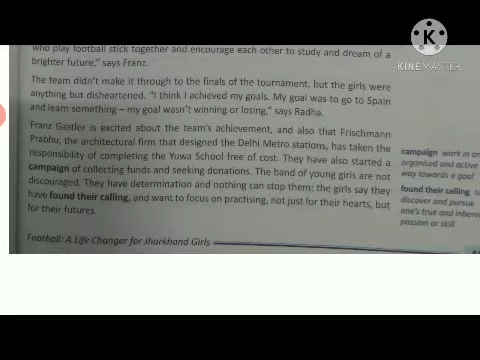 who play football stick together and encourage each other to study and dream of a
brighter future," says Franz.
The team didn't make it through to the finals of the tournament, but the girls were
anything but disheartened. "I think I achieved my goals. My goal was to go to Spain
and learn something – my goal wasn't winning or losing," says Radha.
Franz Gastler is excited about the team's achievement, and also that Frischmann
Prabhu, the architectural firm that designed the Delhi Metro stations, has taken the
responsibility of completing the Yuwa School free of cost. They have also started a
campaign of collecting funds and seeking donations. The band of young girls are not
discouraged. They have determination and nothing can stop them; the girls say they
have found their calling, and want to focus on practising, not just for their hearts, but
for their futures.
campaign work in an
organised and active
way towards a goal
found their calling
discover and pursue
one's true and inheren
passion or skill
Football: A Life Changer for Jharkhand Girls
K
KINEMASTER